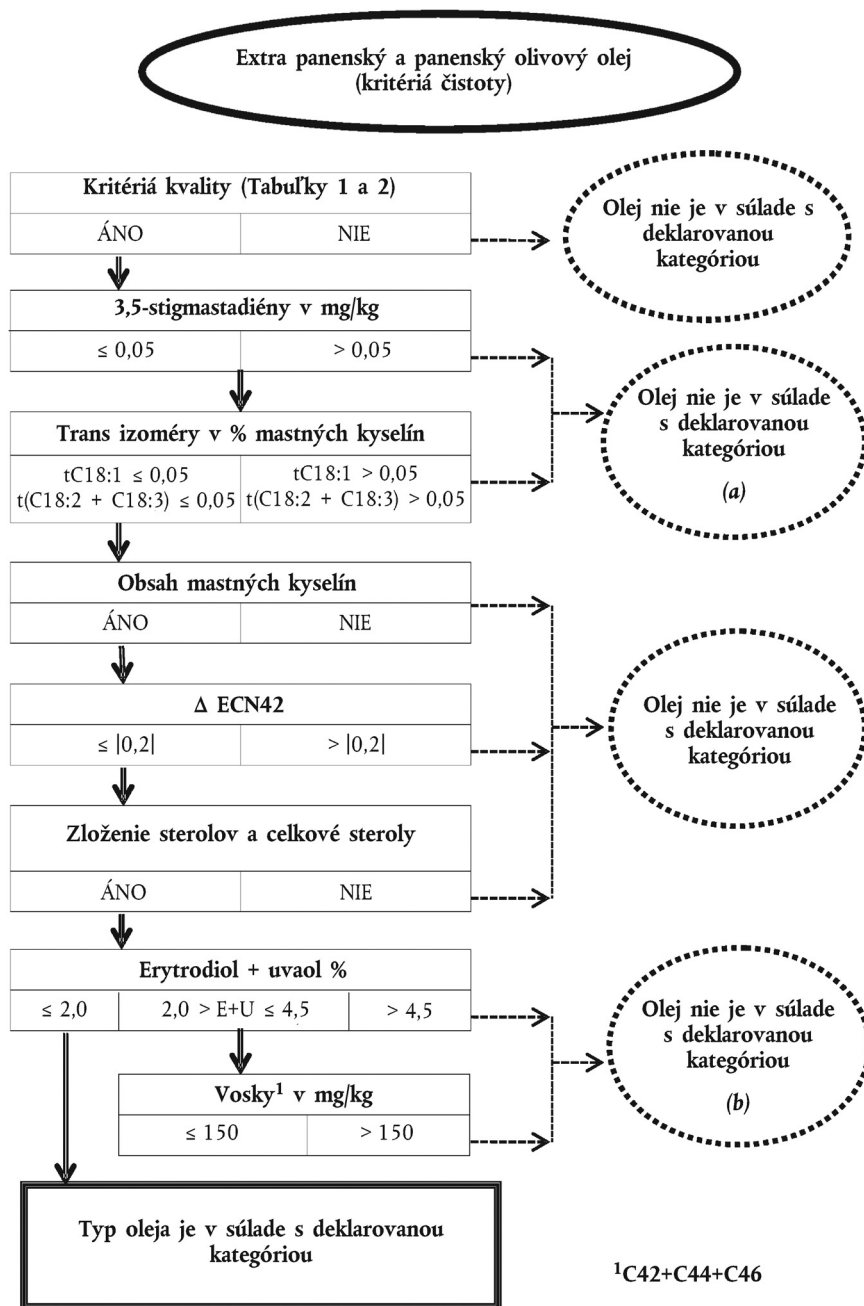 Extra panenský a panenský olivový olej
(kritériá čistoty)
Kritériá kvality (Tabuľky 1 a 2)
ÁNO NIE
Olej nie je v súlade s
deklarovanou
kategóriou
3,5-stigmastadiény v mg/kg
≤ 0,05 > 0,05
Trans izoméry v % mastných kyselín
tC18:1 ≤ 0,05 tC18:1 > 0,05
t(C18:2 + C18:3) ≤ 0,05 t(C18:2 + C18:3) > 0,05
Olej nie je v súlade
s deklarovanou
kategóriou
(a)
Obsah mastných kyselín
ÁNO NIE
Δ ECN42
≤ |0,2| > |0,2|
Zloženie sterolov a celkové steroly
ÁNO NIE
Olej nie je v súlade
s deklarovanou
kategóriou
Erytrodiol + uvaol %
≤ 2,0 2,0 > E+U ≤ 4,5 > 4,5
Vosky¹ v mg/kg
≤ 150 > 150
Olej nie je v súlade
s deklarovanou
kategóriou
(b)
Typ oleja je v súlade s deklarovanou
kategóriou
¹C42+C44+C46